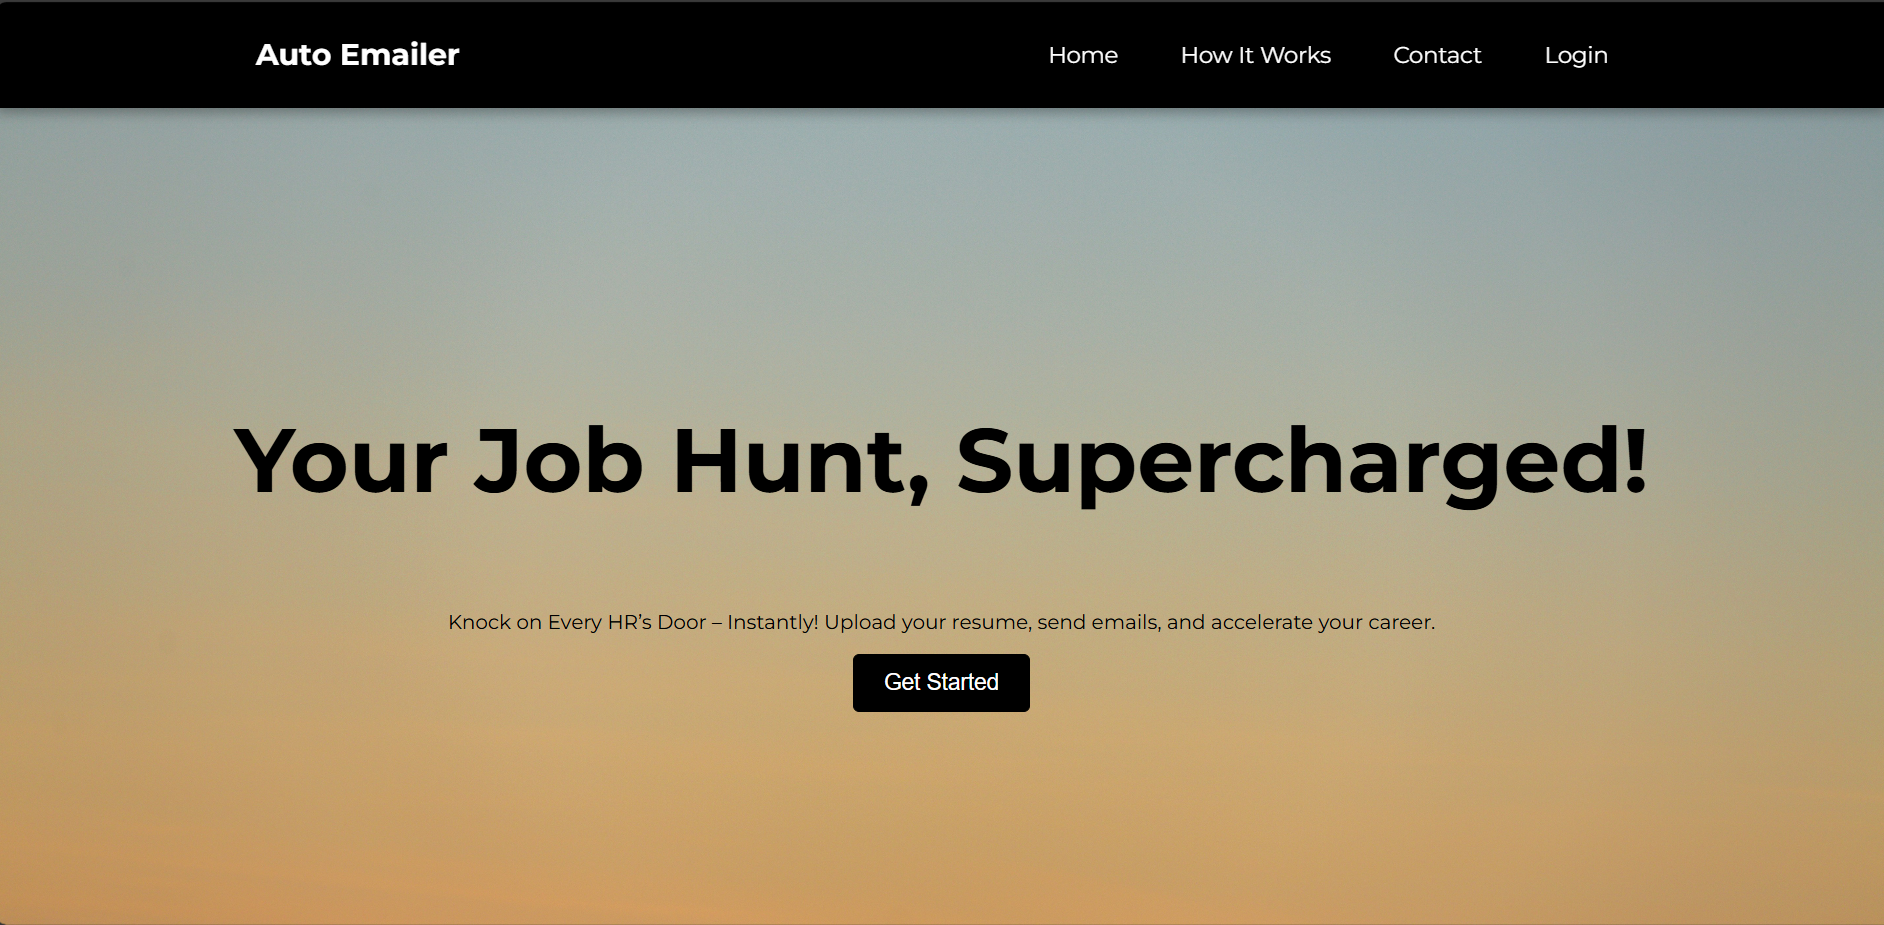 Auto Emailer
Home How It Works Contact Login
Your Job Hunt, Supercharged!
Knock on Every HR’s Door – Instantly! Upload your resume, send emails, and accelerate your career.
Get Started